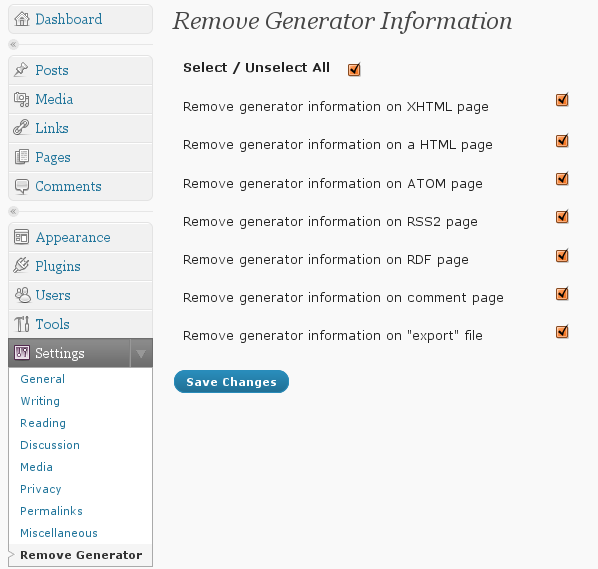 Dashboard
Posts
Media
Links
Pages
Comments
Appearance
Plugins
Users
Tools
Settings
General
Writing
Reading
Discussion
Media
Privacy
Permalinks
Miscellaneous
Remove Generator
Remove Generator Information
Select / Unselect All
Remove generator information on XHTML page
Remove generator information on a HTML page
Remove generator information on ATOM page
Remove generator information on RSS2 page
Remove generator information on RDF page
Remove generator information on comment page
Remove generator information on "export" file
Save Changes